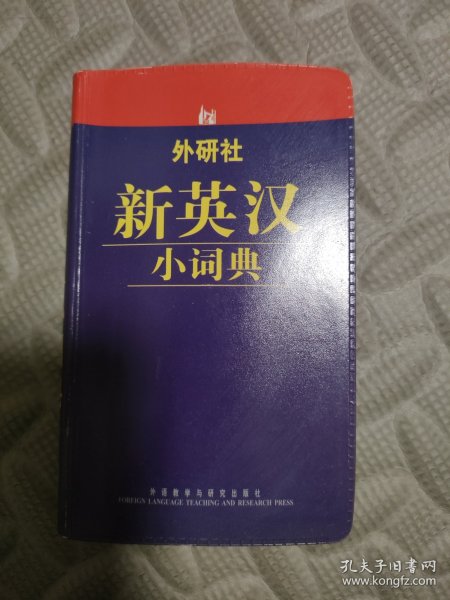 外研社
新英汉
小词典
外语教学与研究出版社
FOREIGN LANGUAGE TEACHING AND RESEARCH PRESS
孔夫子旧书网
www.kongfz.com